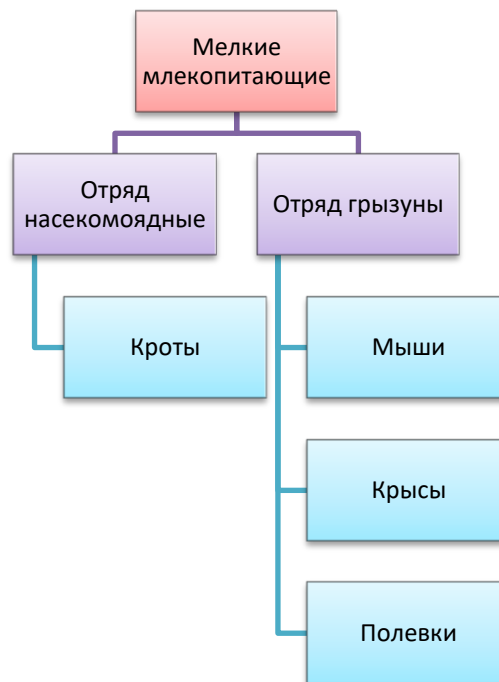 Мелкие
млекопитающие
Отряд
насекомоядные
Отряд грызуны
Кроты
Мыши
Крысы
Полевки